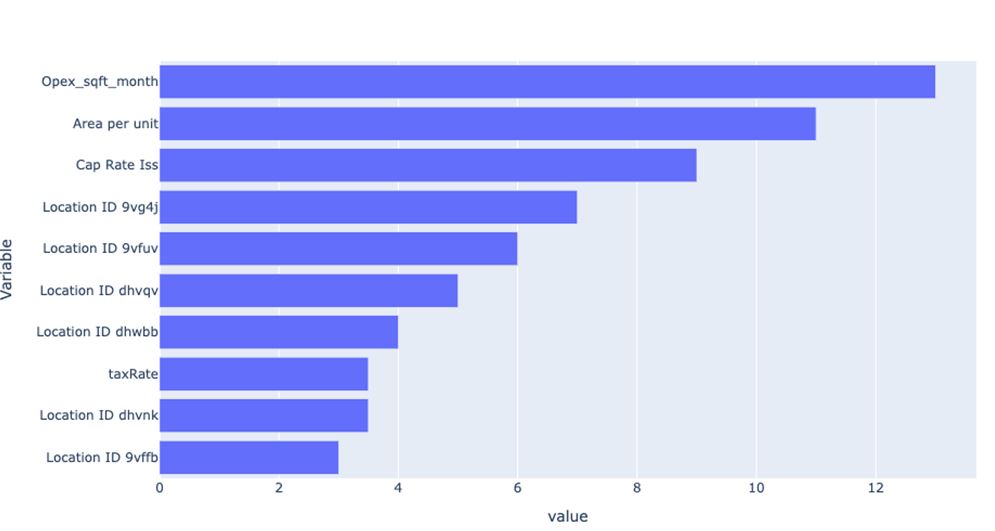 Opex_sqft_month
Area per unit
Cap Rate Iss
Location ID 9vg4j
Location ID 9vfuv
Location ID dhvqv
Location ID dhwbb
taxRate
Location ID dhvnk
Location ID 9vffb
Variable
0 2 4 6 8 10 12
value